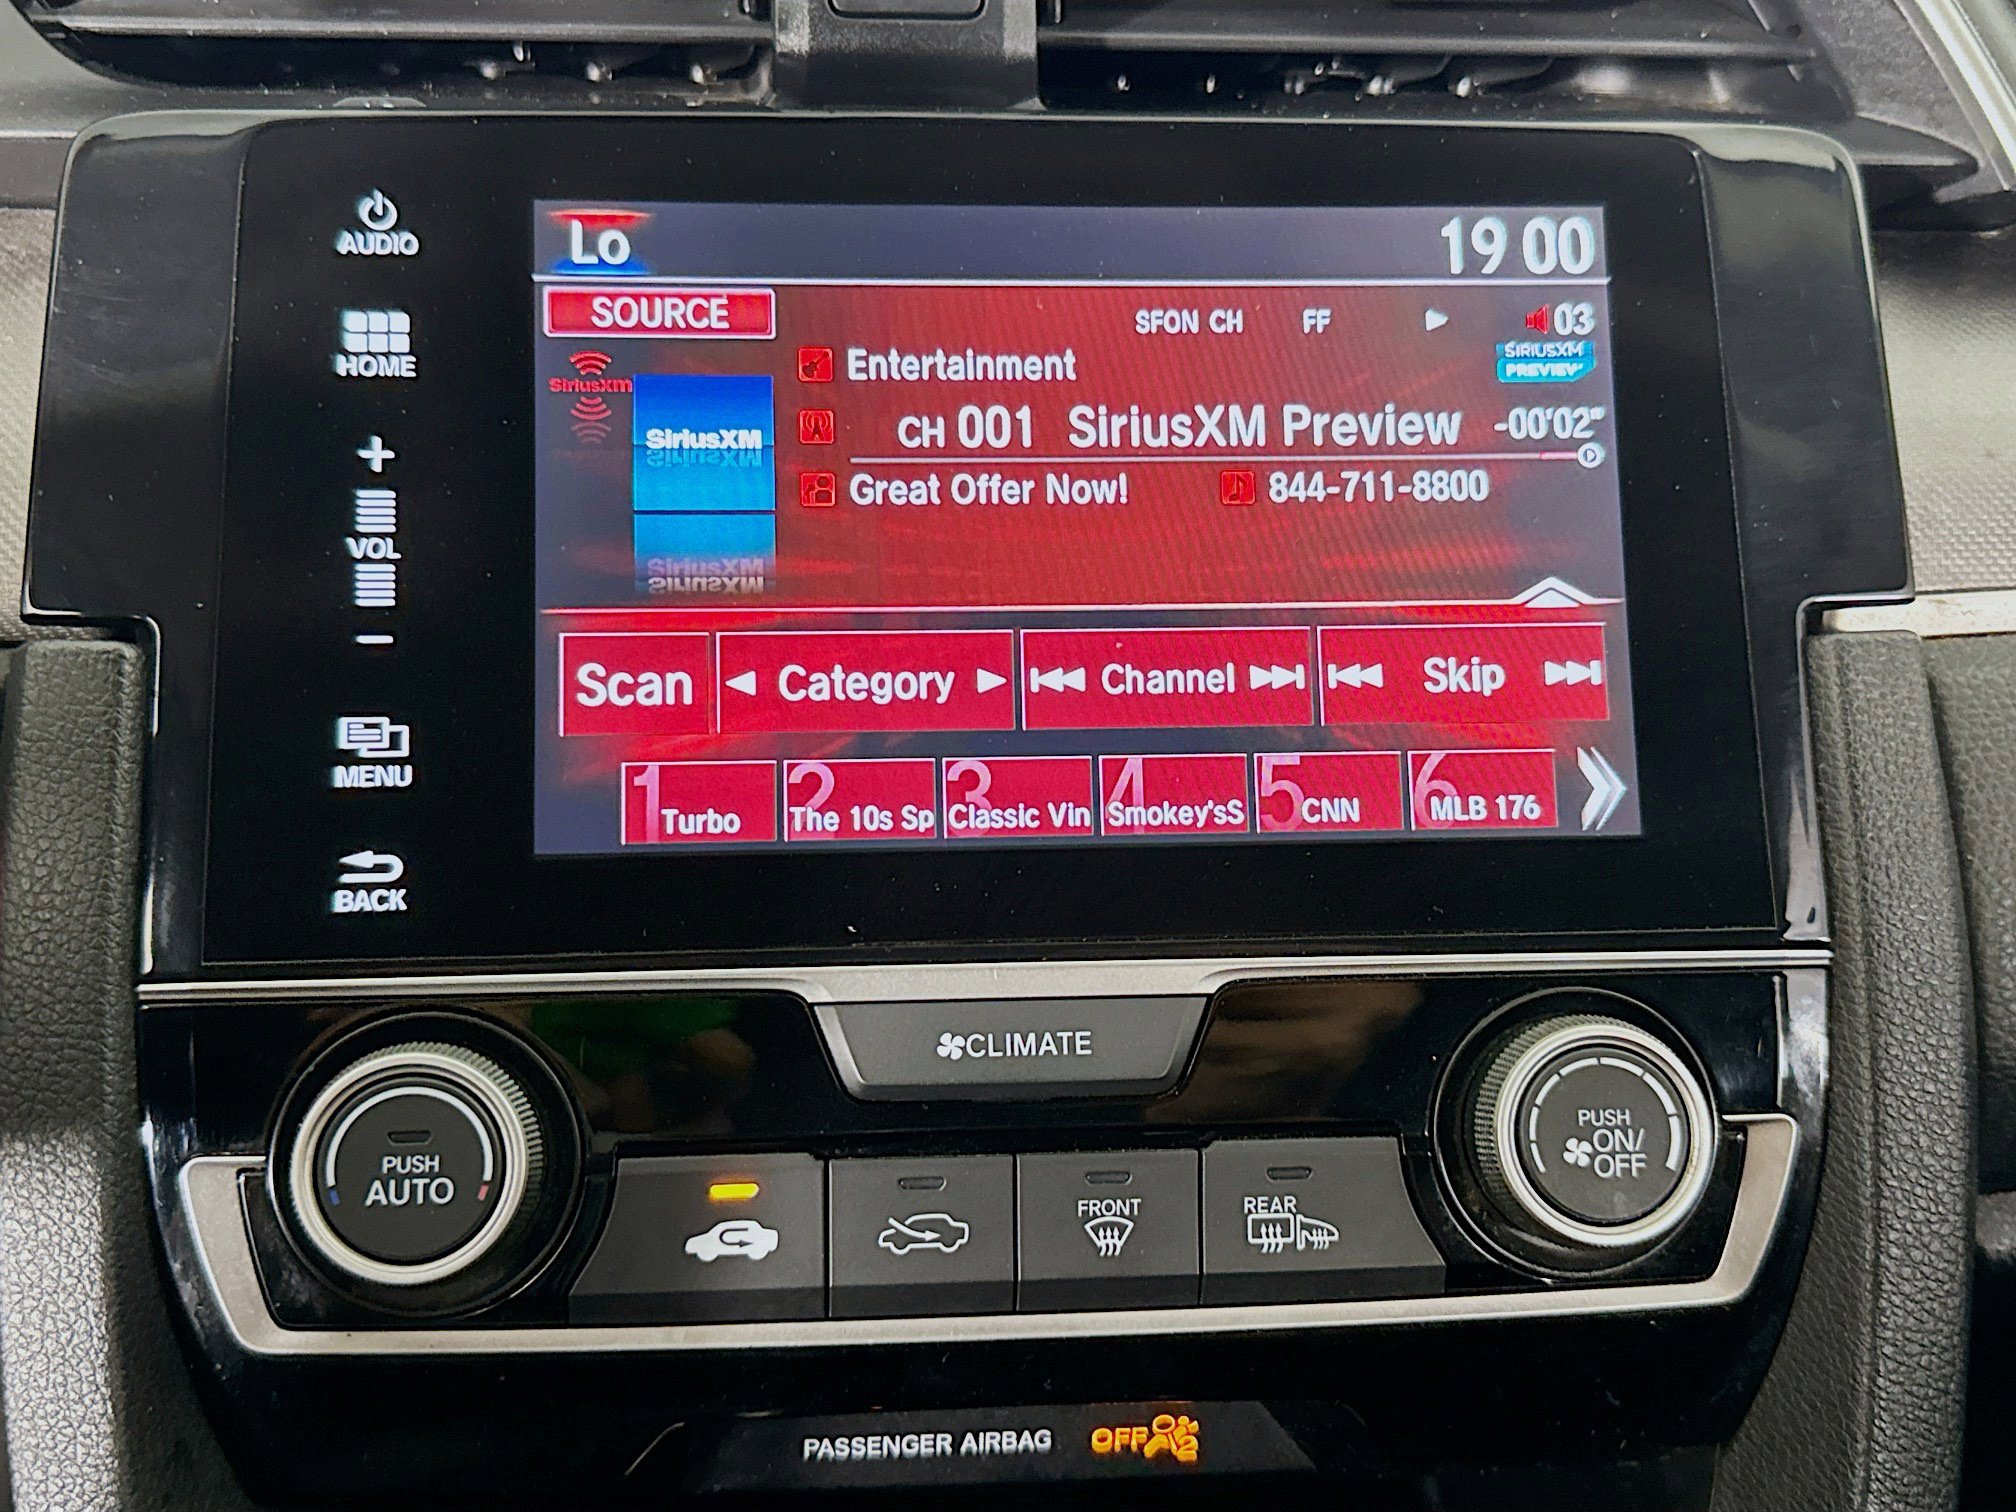 AUDIO
HOME
+
VOL
-
MENU
BACK
Lo
19 00
SOURCE
SFON CH FF
03
SIRIUSXM
PREVIEW
SiriusXM
SiriusXM
Entertainment
CH 001 SiriusXM Preview -00'02"
Great Offer Now! 844-711-8800
Scan
Category
Channel
Skip
1 Turbo
2 The 10s Sp
3 Classic Vin
4 Smokey'sS
5 CNN
6 MLB 176
CLIMATE
PUSH
AUTO
FRONT
REAR
PUSH
ON/
OFF
PASSENGER AIRBAG OFF 2